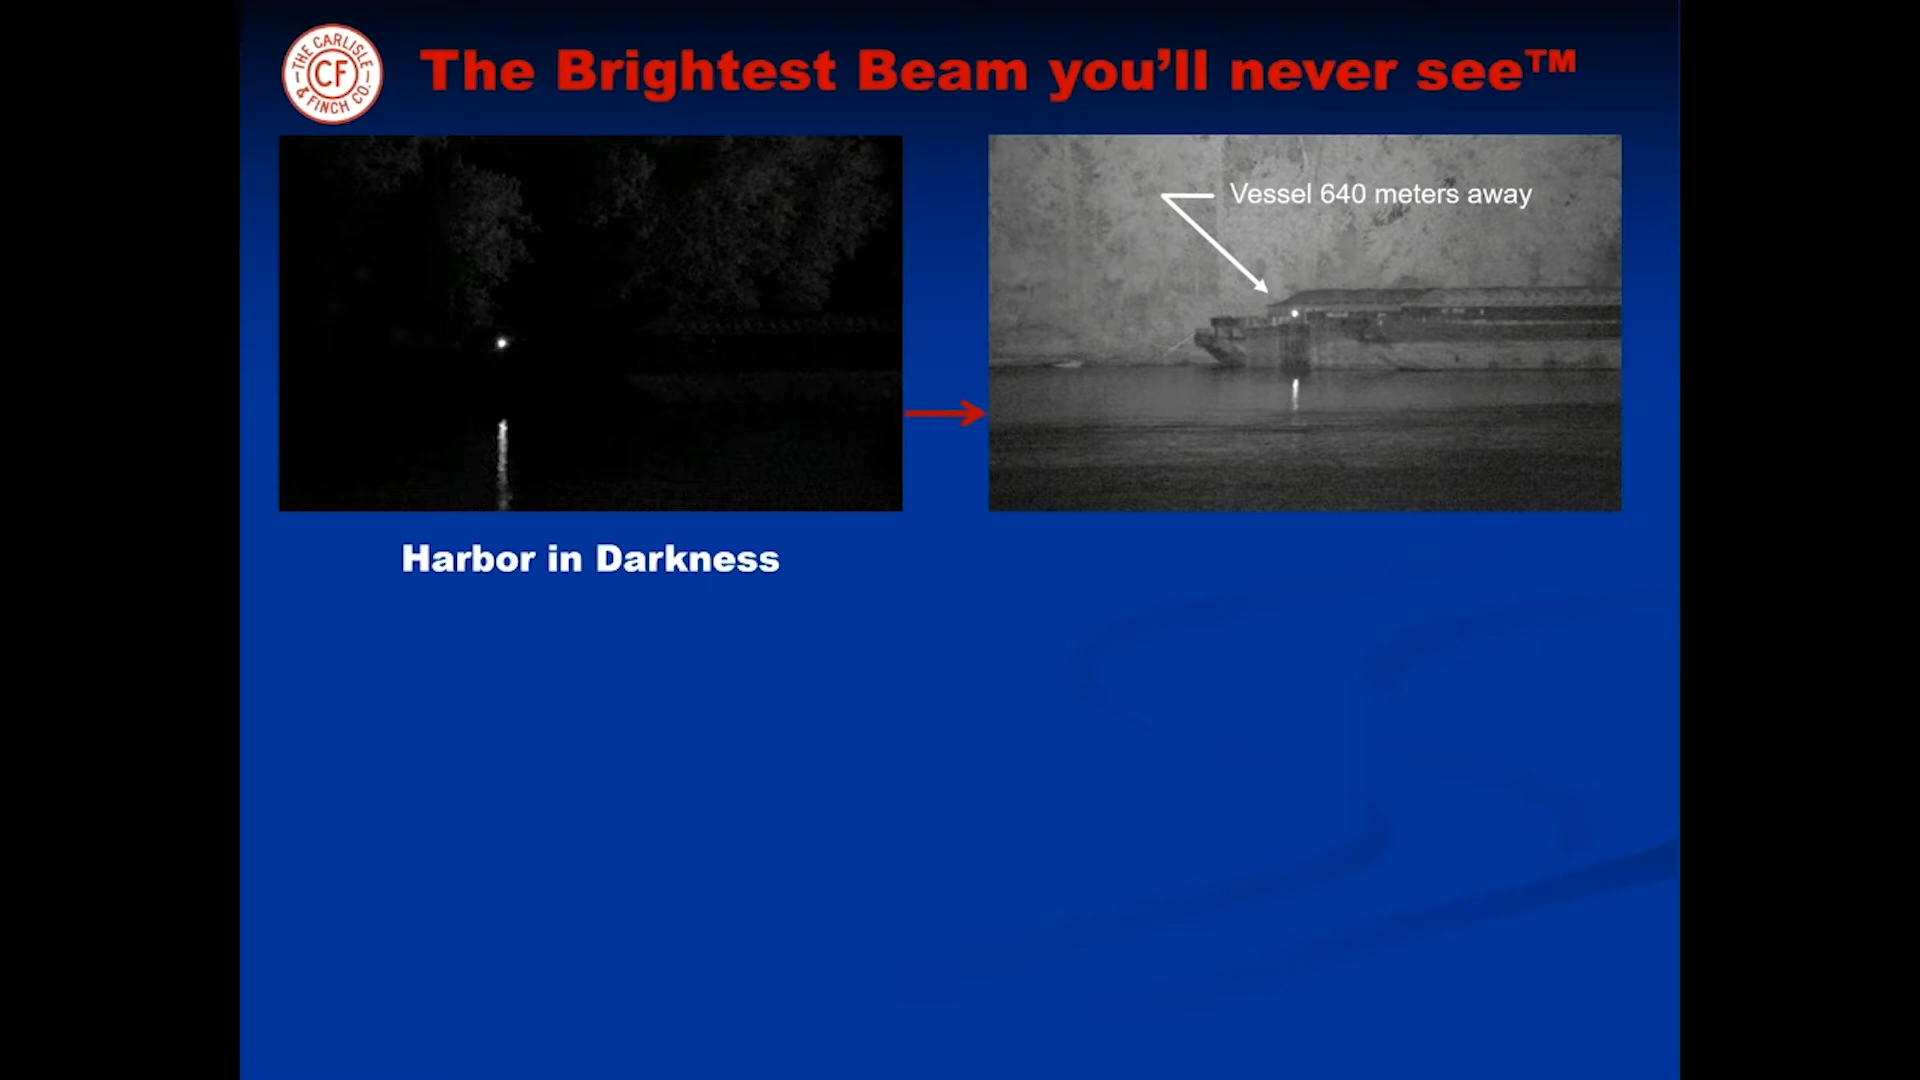 THE CARLISLE
CF
& FINCH CO.
The Brightest Beam you’ll never see™
Vessel 640 meters away
Harbor in Darkness